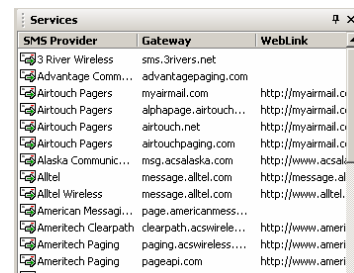 Services
SMS Provider Gateway WebLink
3 River Wireless sms.3rivers.net
Advantage Comm... advantagepaging.com
Airtouch Pagers myairmail.com http://myairmail.c
Airtouch Pagers alphapage.airtouch... http://myairmail.c
Airtouch Pagers airtouch.net http://myairmail.c
Airtouch Pagers airtouchpaging.com http://myairmail.c
Alaska Communic... msg.acsalaska.com http://www.acsal
Alltel message.alltel.com http://message.al
Alltel Wireless message.alltel.com http://www.alltel.
American Messagi... page.americanmess...
Ameritech Clearpath clearpath.acswirele... http://www.ameri
Ameritech Paging paging.acswireless.... http://www.ameri
Ameritech Paging pageapi.com http://www.ameri